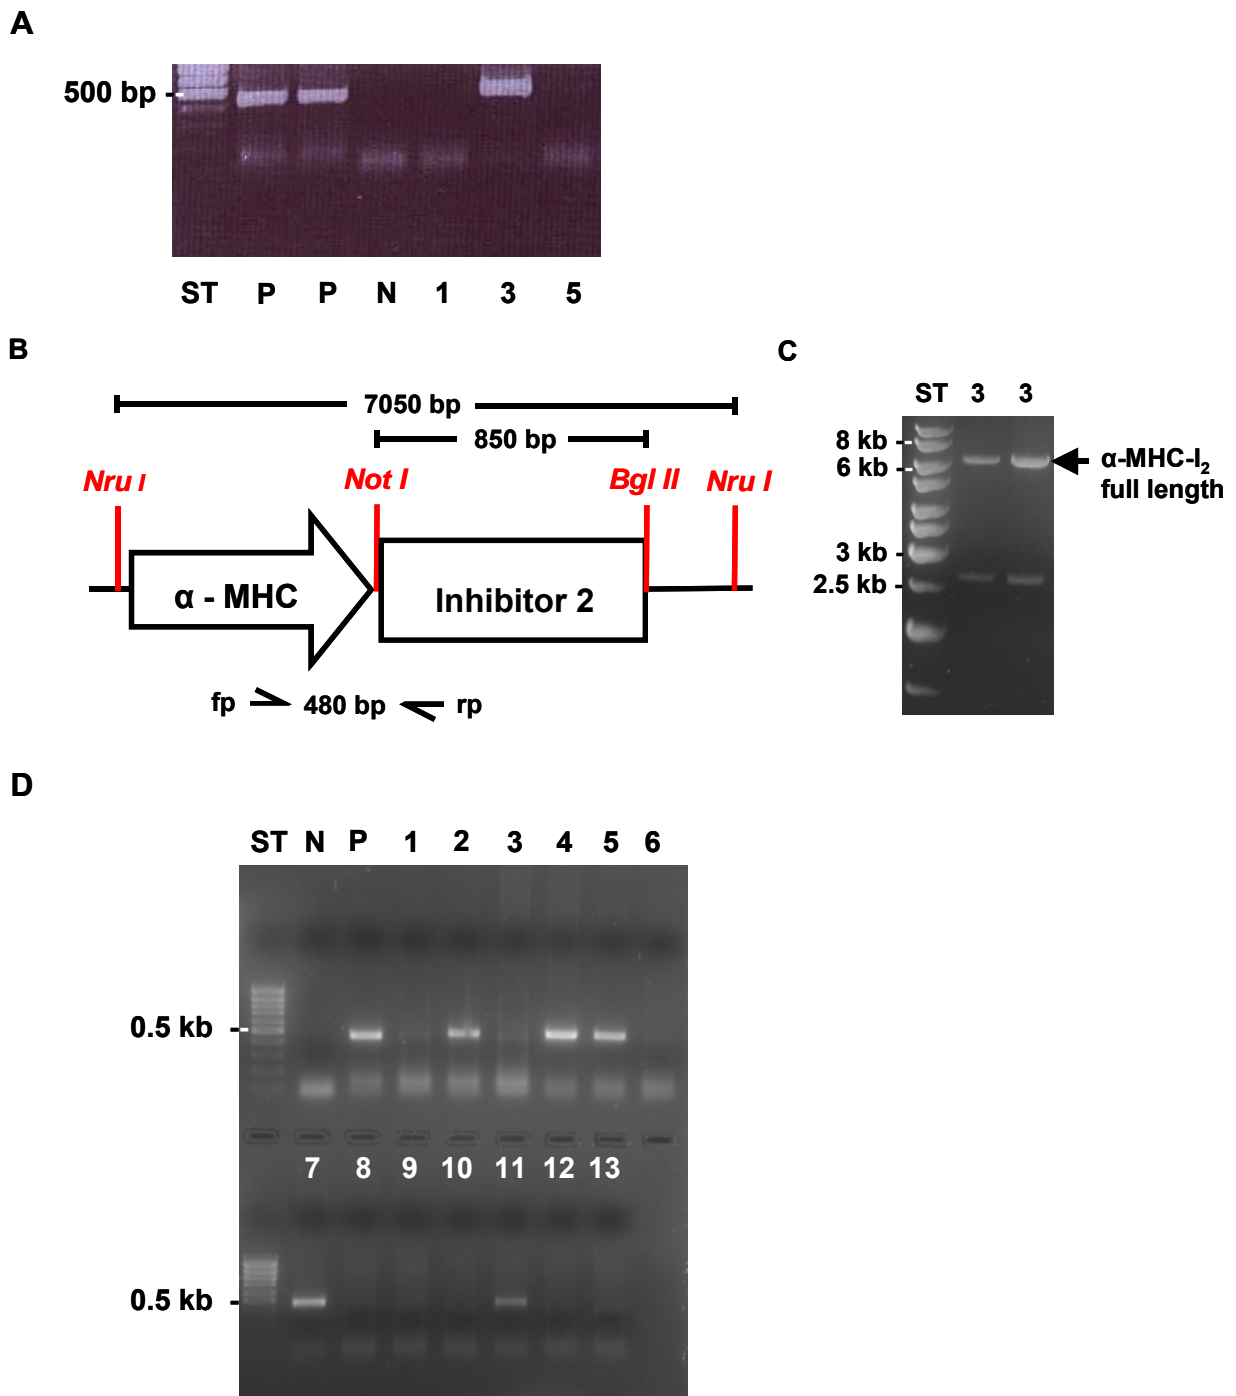 A
500 bp
ST P P N 1 3 5
B
7050 bp
850 bp
Nru I Not I Bgl II Nru I
α - MHC
Inhibitor 2
fp 480 bp rp
C
ST 3 3
8 kb
6 kb
3 kb
2.5 kb
α-MHC-I₂
full length
D
ST N P 1 2 3 4 5 6
0.5 kb
7 8 9 10 11 12 13
0.5 kb